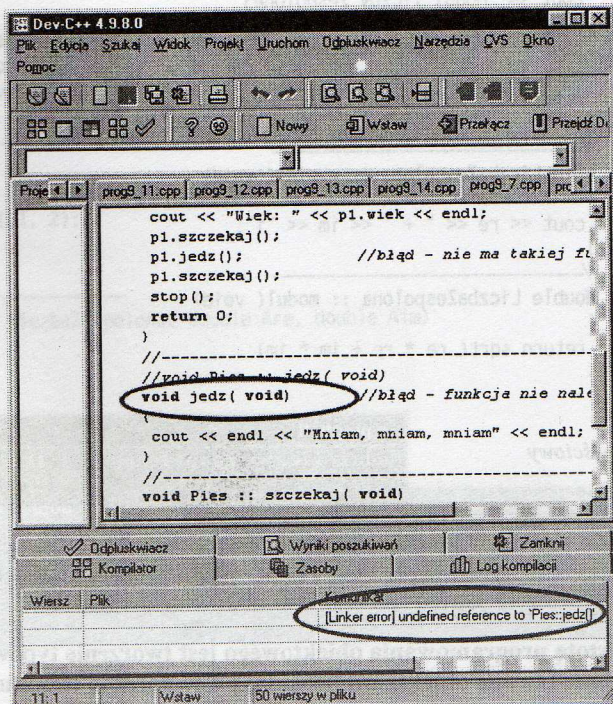 Dev-C++ 4.9.8.0
Plik Edycja Szukaj Widok Projekt Uruchom Odpluskwiacz Narzędzia CVS Okno
Pomoc
Nowy Wstaw Przełącz Przejdź D
Proje prog9_11.cpp prog9_12.cpp prog9_13.cpp prog9_14.cpp prog9_7.cpp prc
cout << "Wiek: " << p1.wiek << endl;
p1.szczekaj();
p1.jedz(); //błąd - nie ma takiej fu
p1.szczekaj();
stop();
return 0;
}
//----------------------------------------
//void Pies :: jedz( void)
void jedz( void) //błąd - funkcja nie nale
{
cout << endl << "Mniam, mniam, mniam" << endl;
}
//----------------------------------------
void Pies :: szczekaj( void)
Odpluskwiacz Wyniki poszukiwań Zamknij
Kompilator Zasoby Log kompilacji
Wiersz Plik Komunikat
[Linker error] undefined reference to `Pies::jedz()'
11: 1 Wstaw 50 wierszy w pliku